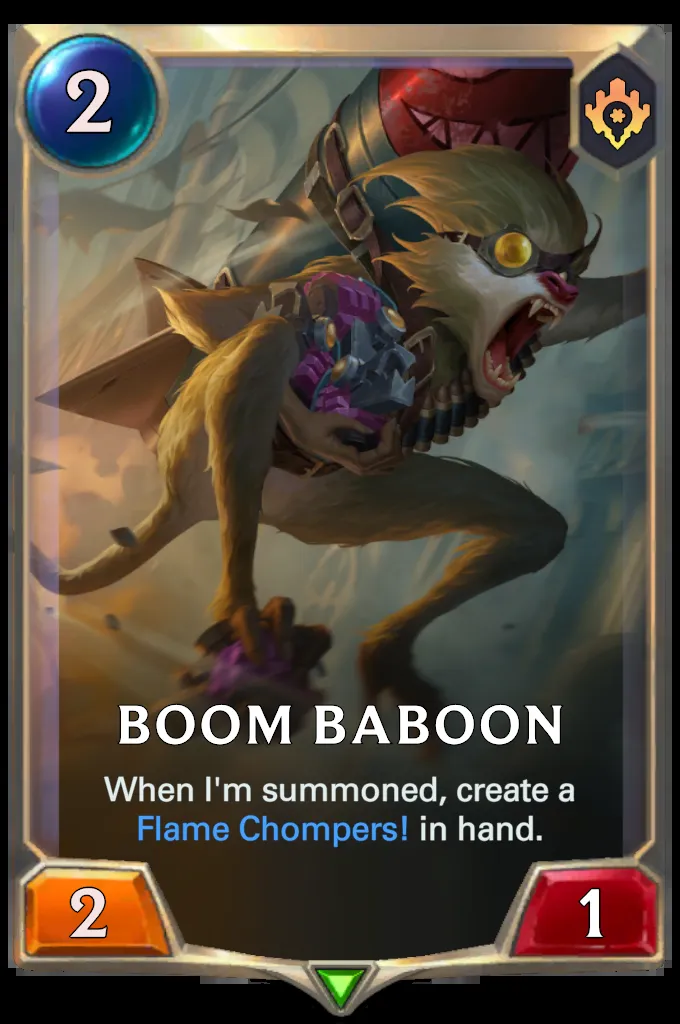 2
BOOM BABOON
When I'm summoned, create a
Flame Chompers! in hand.
2
1